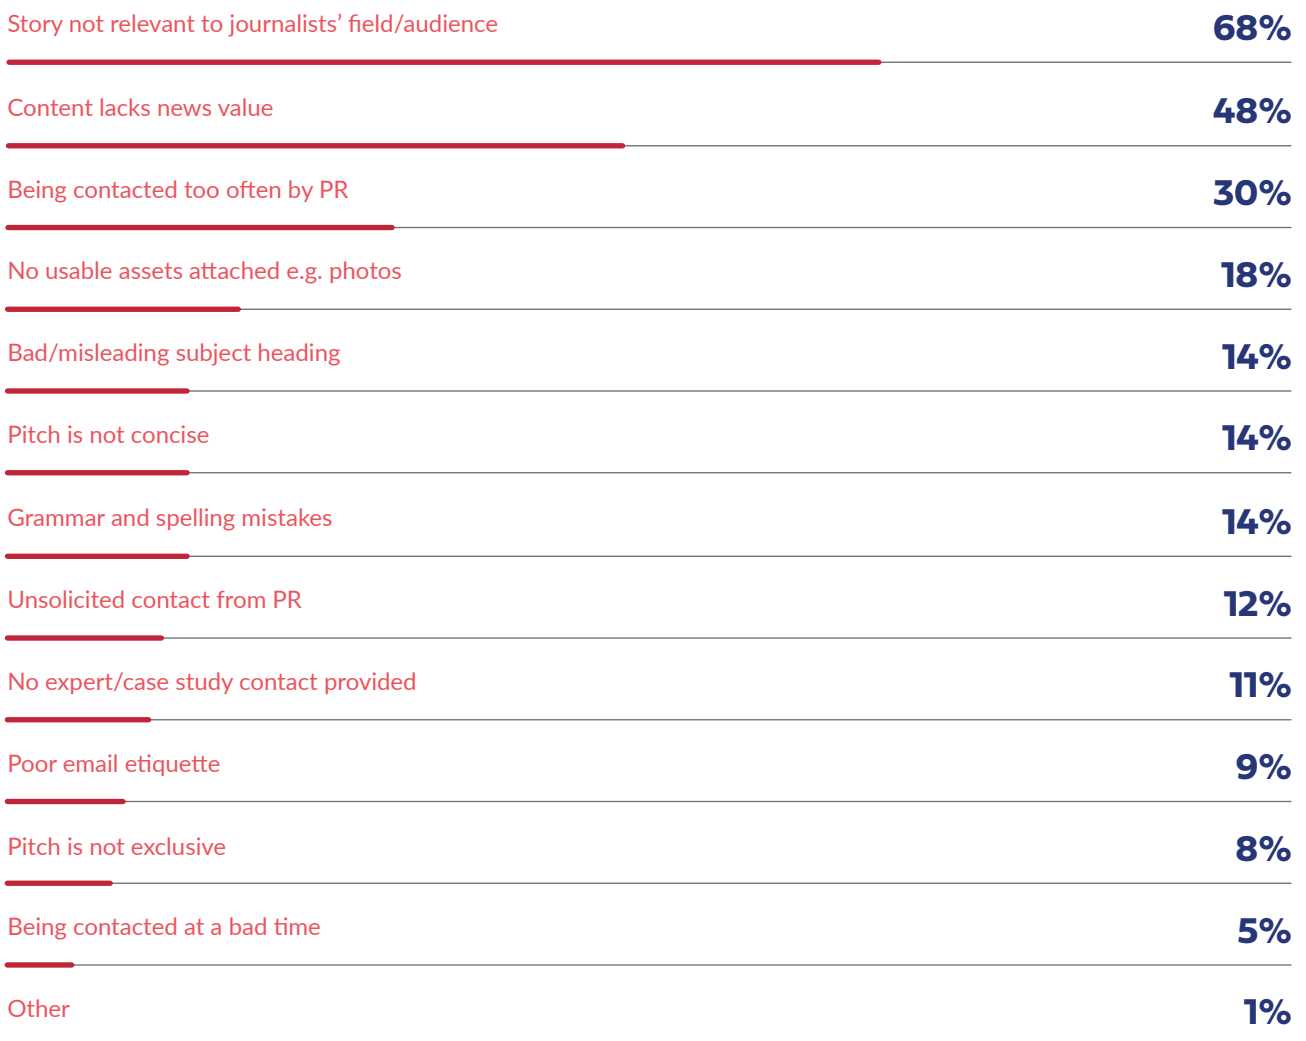 Story not relevant to journalists’ field/audience 68%
Content lacks news value 48%
Being contacted too often by PR 30%
No usable assets attached e.g. photos 18%
Bad/misleading subject heading 14%
Pitch is not concise 14%
Grammar and spelling mistakes 14%
Unsolicited contact from PR 12%
No expert/case study contact provided 11%
Poor email etiquette 9%
Pitch is not exclusive 8%
Being contacted at a bad time 5%
Other 1%